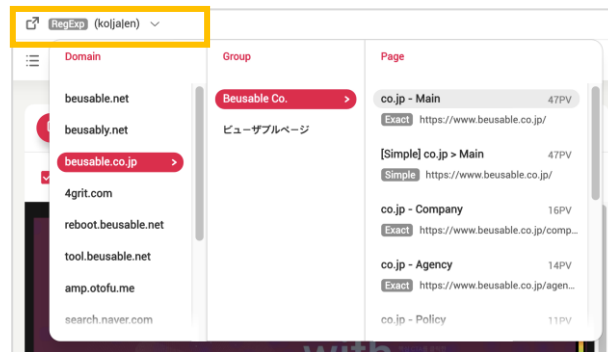 RegExp (ko|ja|en)
Domain
Group
Page
beusable.net
beusably.net
beusable.co.jp >
4grit.com
reboot.beusable.net
tool.beusable.net
amp.otofu.me
search.naver.com
Beusable Co. >
ビューザブルページ
co.jp - Main 47PV
Exact https://www.beusable.co.jp/
[Simple] co.jp > Main 47PV
Simple https://www.beusable.co.jp/
co.jp - Company 16PV
Exact https://www.beusable.co.jp/comp...
co.jp - Agency 14PV
Exact https://www.beusable.co.jp/agen...
co.jp - Policy 11PV
with